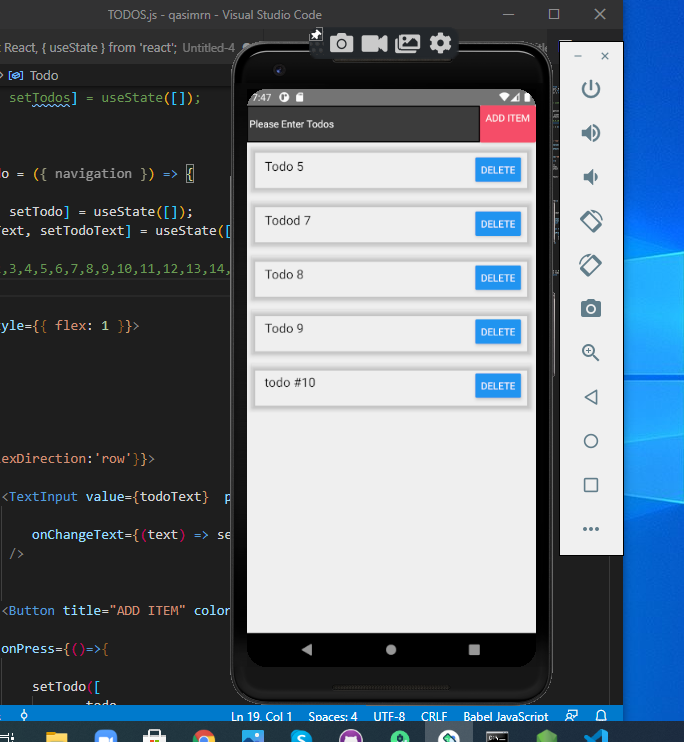 TODOS.js - qasimrn - Visual Studio Code
t React, { useState } from 'react'; Untitled-4
> Todo
setTodos] = useState([]);
o = ({ navigation }) => {
setTodo] = useState([]);
ext, setTodoText] = useState([
,3,4,5,6,7,8,9,10,11,12,13,14,
tyle={{ flex: 1 }}>
exDirection:'row'}}>
<TextInput value={todoText} p
onChangeText={(text) => se
/>
<Button title="ADD ITEM" color
onPress={()=>{
setTodo([
todo
7:47
Please Enter Todos
ADD ITEM
Todo 5
DELETE
Todod 7
DELETE
Todo 8
DELETE
Todo 9
DELETE
todo #10
DELETE
Ln 19, Col 1 Spaces: 4 UTF-8 CRLF Babel JavaScript